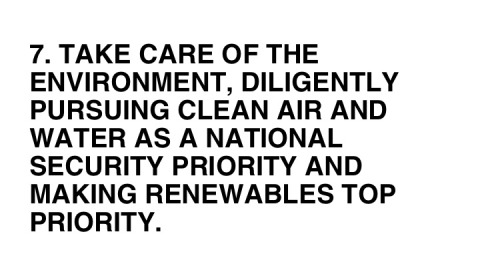 7. TAKE CARE OF THE
ENVIRONMENT, DILIGENTLY
PURSUING CLEAN AIR AND
WATER AS A NATIONAL
SECURITY PRIORITY AND
MAKING RENEWABLES TOP
PRIORITY.